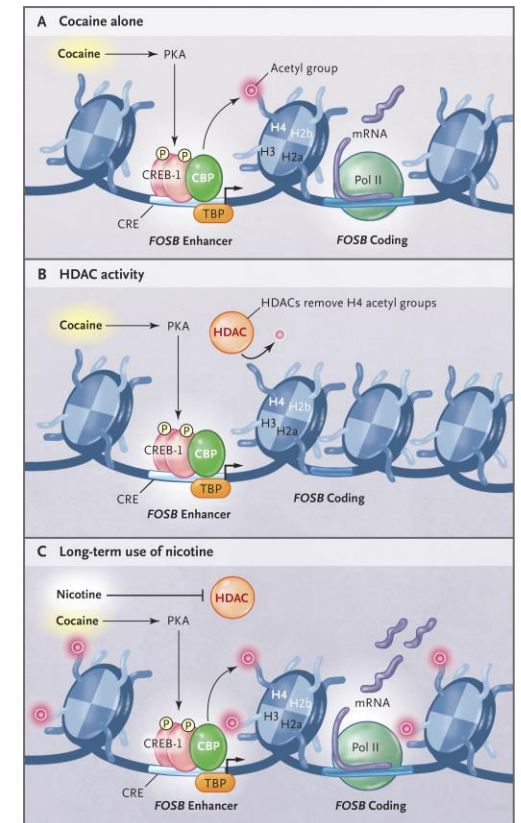 A Cocaine alone
Cocaine
PKA
Acetyl group
P
P
CREB-1
CBP
TBP
CRE
FOSB Enhancer
H4
H2b
H3
H2a
mRNA
Pol II
FOSB Coding
B HDAC activity
HDACs remove H4 acetyl groups
Cocaine
PKA
HDAC
P
P
CREB-1
CBP
TBP
CRE
FOSB Enhancer
H4
H2b
H3
H2a
FOSB Coding
C Long-term use of nicotine
Nicotine
HDAC
Cocaine
PKA
P
P
CREB-1
CBP
TBP
CRE
FOSB Enhancer
H4
H2b
H3
H2a
mRNA
Pol II
FOSB Coding